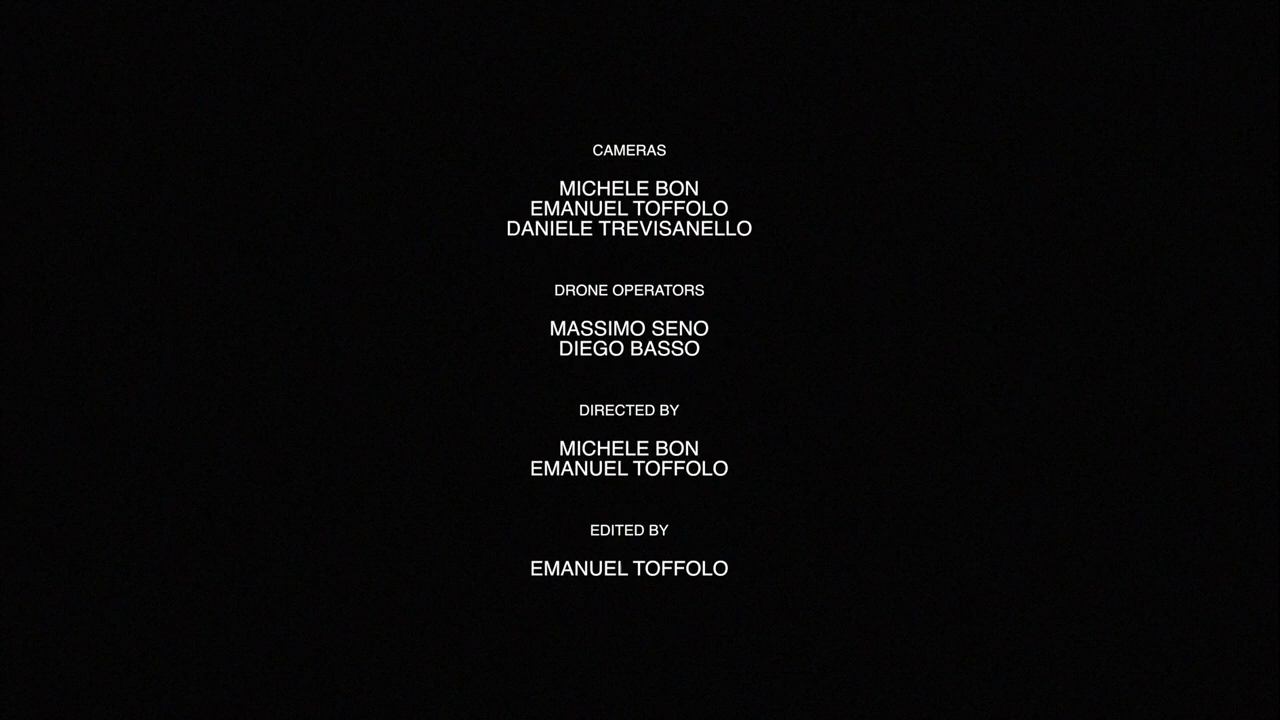 CAMERAS
MICHELE BON
EMANUEL TOFFOLO
DANIELE TREVISANELLO
DRONE OPERATORS
MASSIMO SENO
DIEGO BASSO
DIRECTED BY
MICHELE BON
EMANUEL TOFFOLO
EDITED BY
EMANUEL TOFFOLO